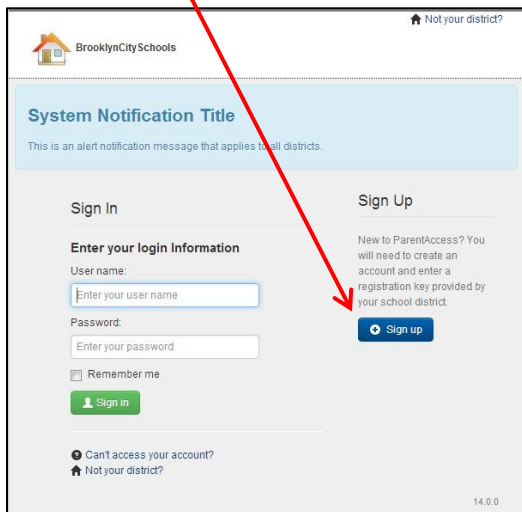 Not your district?
BrooklynCitySchools
System Notification Title
This is an alert notification message that applies to all districts.
Sign In
Enter your login Information
User name:
Enter your user name
Password:
Enter your password
Remember me
Sign in
Can't access your account?
Not your district?
Sign Up
New to ParentAccess? You
will need to create an
account and enter a
registration key provided by
your school district.
Sign up
14.0.0